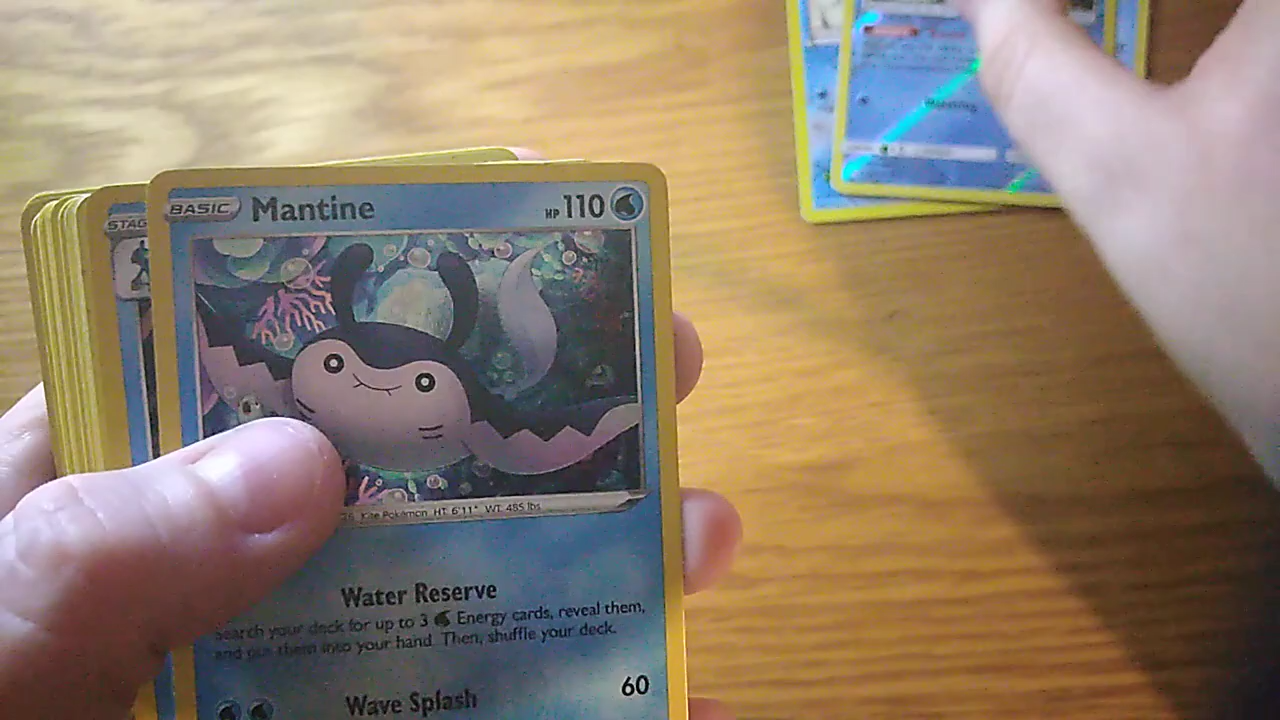 BASIC Mantine HP 110
STAG
Kite Pokémon HT. 6'11" WT. 485 lbs
Water Reserve
Search your deck for up to 3 Energy cards, reveal them,
and put them into your hand. Then, shuffle your deck.
Wave Splash 60